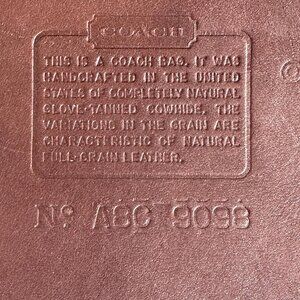 COACH
THIS IS A COACH BAG. IT WAS
HANDCRAFTED IN THE UNITED
STATES OF COMPLETELY NATURAL
GLOVE-TANNED COWHIDE. THE
VARIATIONS IN THE GRAIN ARE
CHARACTERISTIC OF NATURAL
FULL-GRAIN LEATHER.
Nº A8C 9098
©